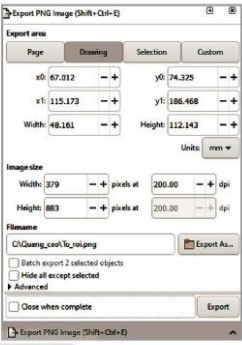 Export PNG Image (Shift+Ctrl+E)
Export area
Page Drawing Selection Custom
x0: 67.012 - + y0: 74.325 - +
x1: 115.173 - + y1: 186.468 - +
Width: 48.161 - + Height: 112.143 - +
Units: mm
Image size
Width: 379 - + pixels at 200.00 - + dpi
Height: 883 - + pixels at 200.00 - + dpi
Filename
C:\Quang_cao\To_roi.png Export As...
Batch export 2 selected objects
Hide all except selected
Advanced
Close when complete Export
Export PNG Image (Shift+Ctrl+E)